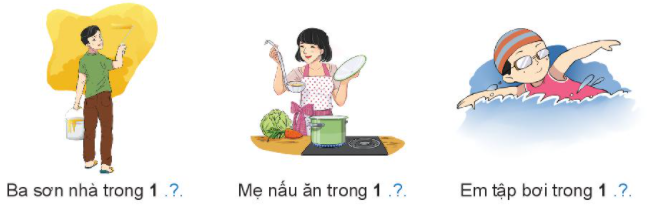 Ba sơn nhà trong 1 .?.
Mẹ nấu ăn trong 1 .?.
Em tập bơi trong 1 .?.